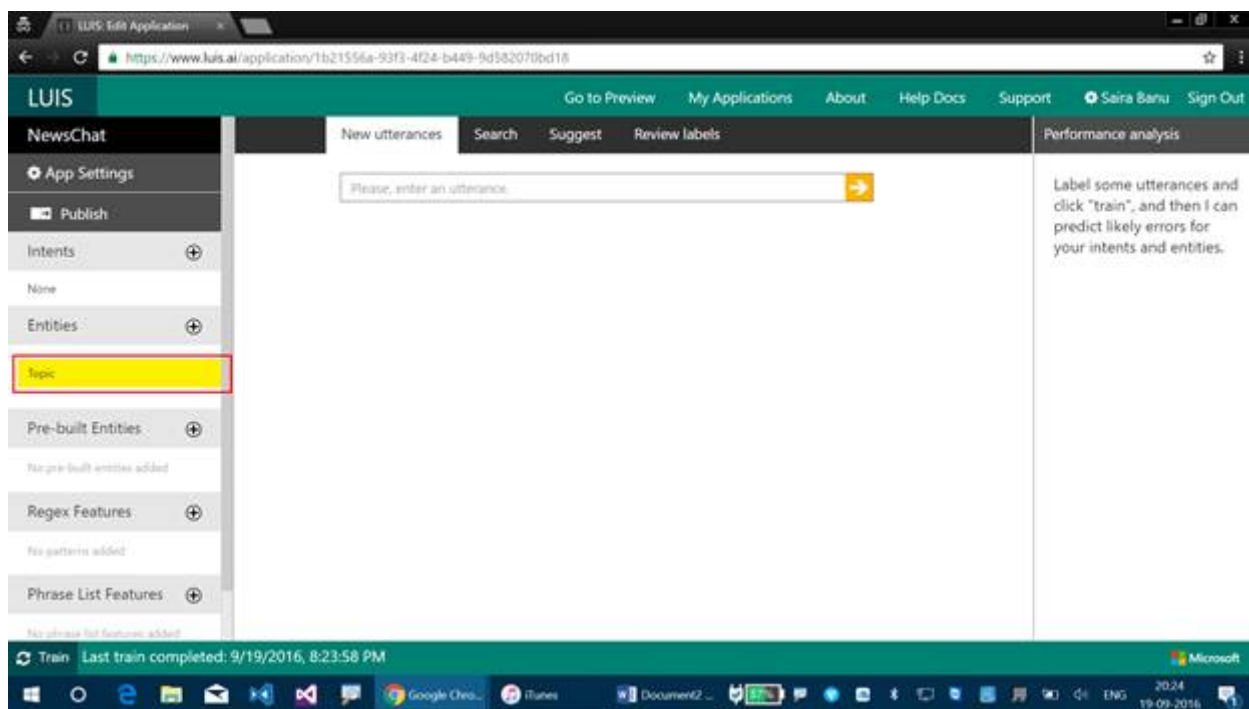 LUIS: Edit Application
https://www.luis.ai/application/1b21556a-93f3-4f24-b449-9d582070bd18
LUIS
Go to Preview My Applications About Help Docs Support Saira Banu Sign Out
NewsChat
New utterances Search Suggest Review labels
Performance analysis
App Settings
Please, enter an utterance.
Label some utterances and
click "train", and then I can
predict likely errors for
your intents and entities.
Publish
Intents
None
Entities
Topic
Pre-built Entities
No pre-built entities added
Regex Features
No patterns added
Phrase List Features
No phrase list features added
Train Last train completed: 9/19/2016, 8:23:58 PM
Microsoft
Google Chro...
iTunes
Document2 ...
ENG
20:24
19-09-2016